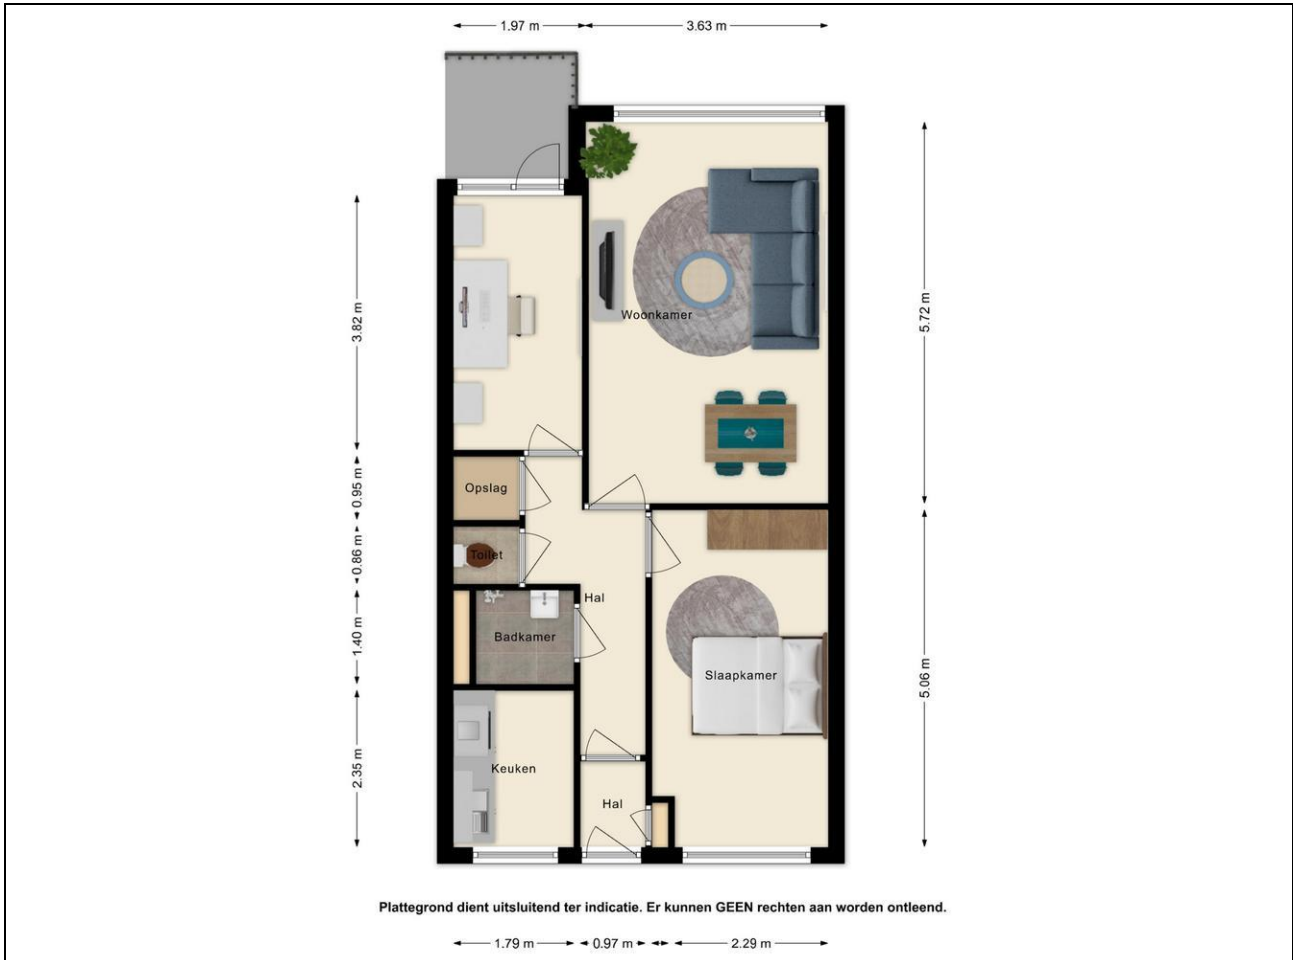 1.97 m
3.63 m
3.82 m
5.72 m
Woonkamer
0.95 m
Opslag
0.86 m
Toilet
Hal
1.40 m
Badkamer
Slaapkamer
5.06 m
2.35 m
Keuken
Hal
Plattegrond dient uitsluitend ter indicatie. Er kunnen GEEN rechten aan worden ontleend.
1.79 m
0.97 m
2.29 m